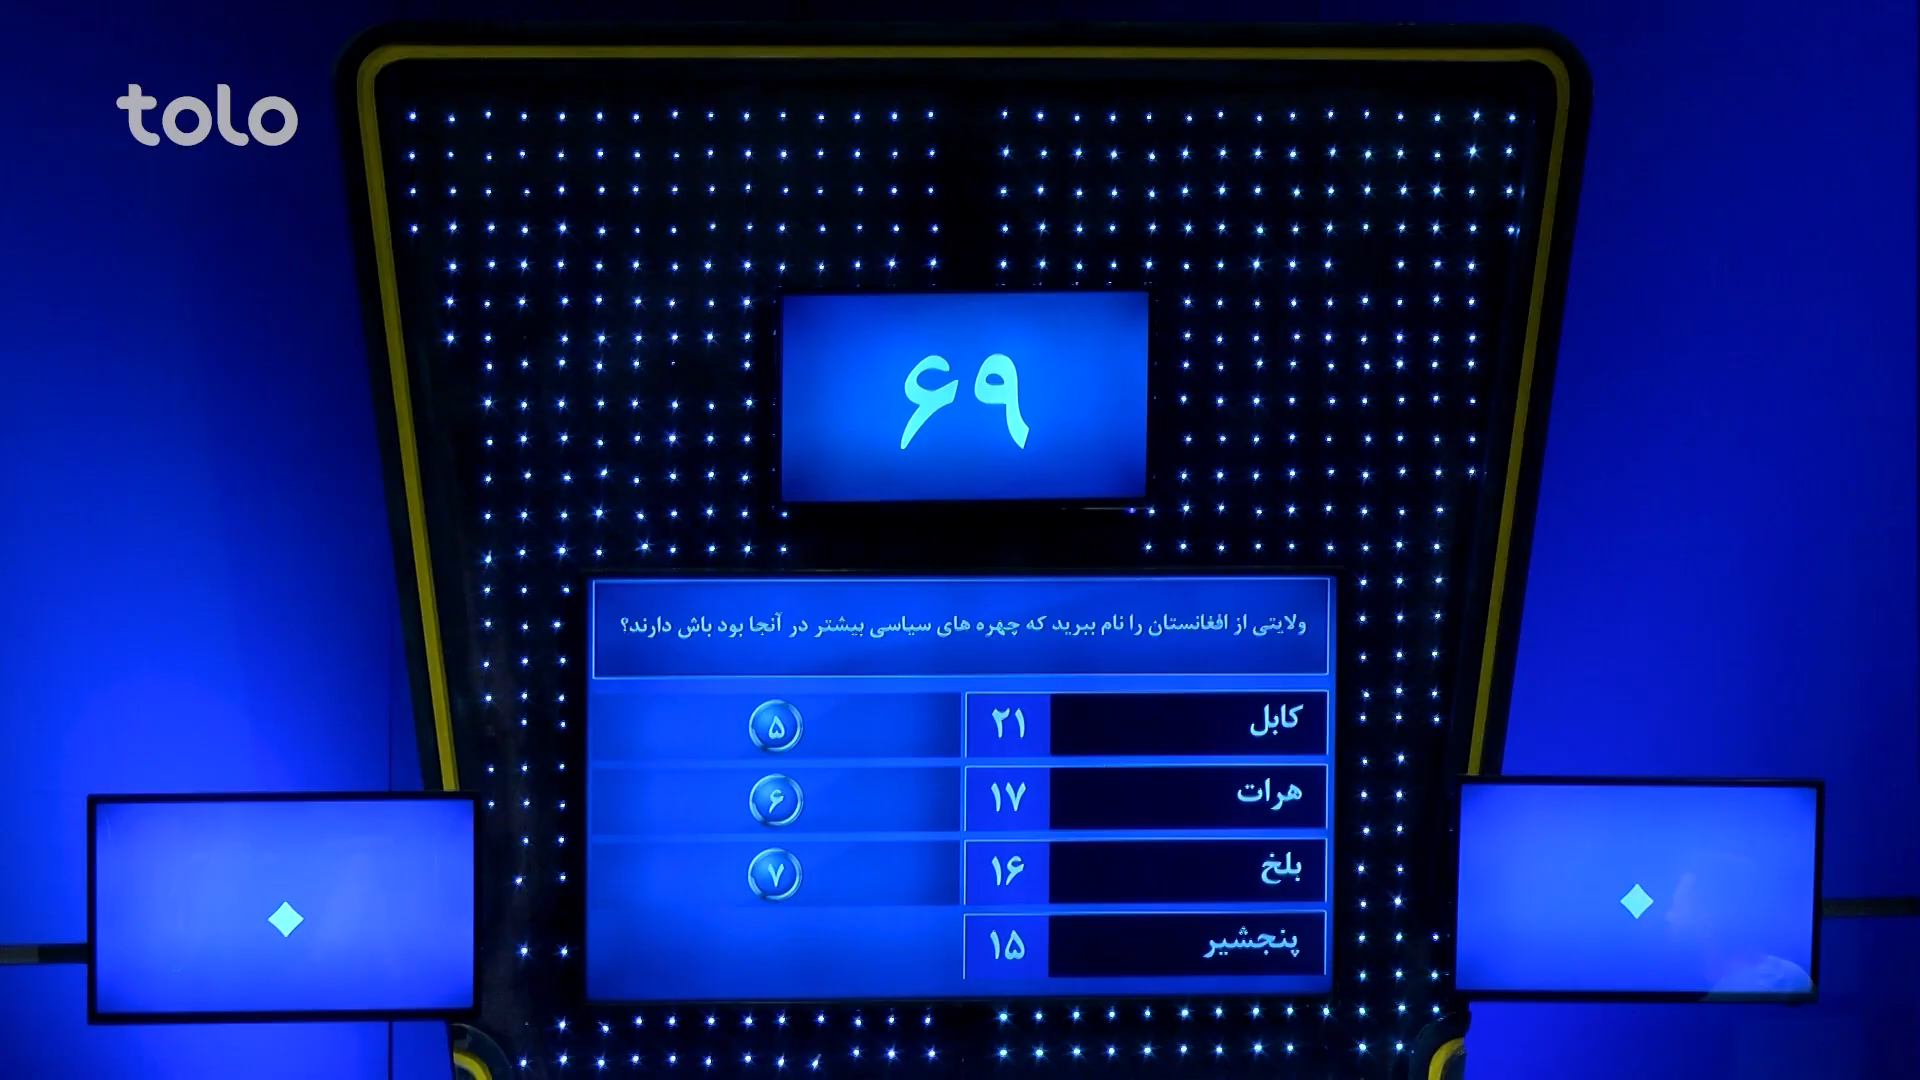 tolo
۶۹
ولایتی از افغانستان را نام ببرید که چهره های سیاسی بیشتر در آنجا بود باش دارند؟
کابل ۲۱
هرات ۱۷
بلخ ۱۶
پنجشیر ۱۵
۵
۶
۷